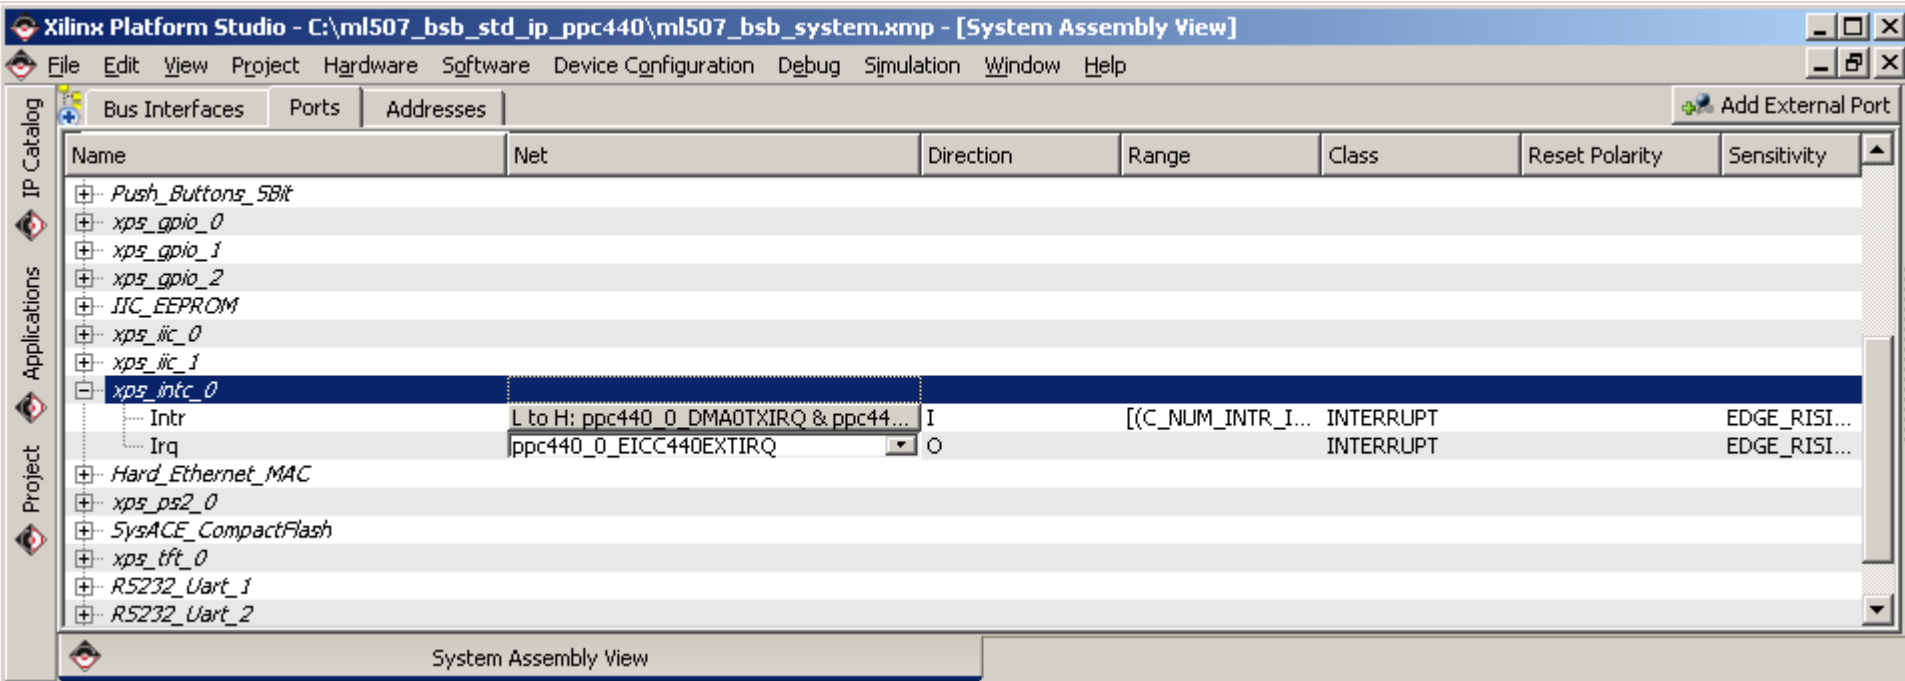 Xilinx Platform Studio - C:\ml507_bsb_std_ip_ppc440\ml507_bsb_system.xmp - [System Assembly View]
File Edit View Project Hardware Software Device Configuration Debug Simulation Window Help
Bus Interfaces Ports Addresses Add External Port
IP Catalog
Applications
Project
Name Net Direction Range Class Reset Polarity Sensitivity
Push_Buttons_5Bit
xps_gpio_0
xps_gpio_1
xps_gpio_2
IIC_EEPROM
xps_iic_0
xps_iic_1
xps_intc_0
Intr L to H: ppc440_0_DMA0TXIRQ & ppc44... I [(C_NUM_INTR_I... INTERRUPT EDGE_RISI...
Irq ppc440_0_EICC440EXTIRQ O INTERRUPT EDGE_RISI...
Hard_Ethernet_MAC
xps_ps2_0
SysACE_CompactFlash
xps_tft_0
RS232_Uart_1
RS232_Uart_2
System Assembly View